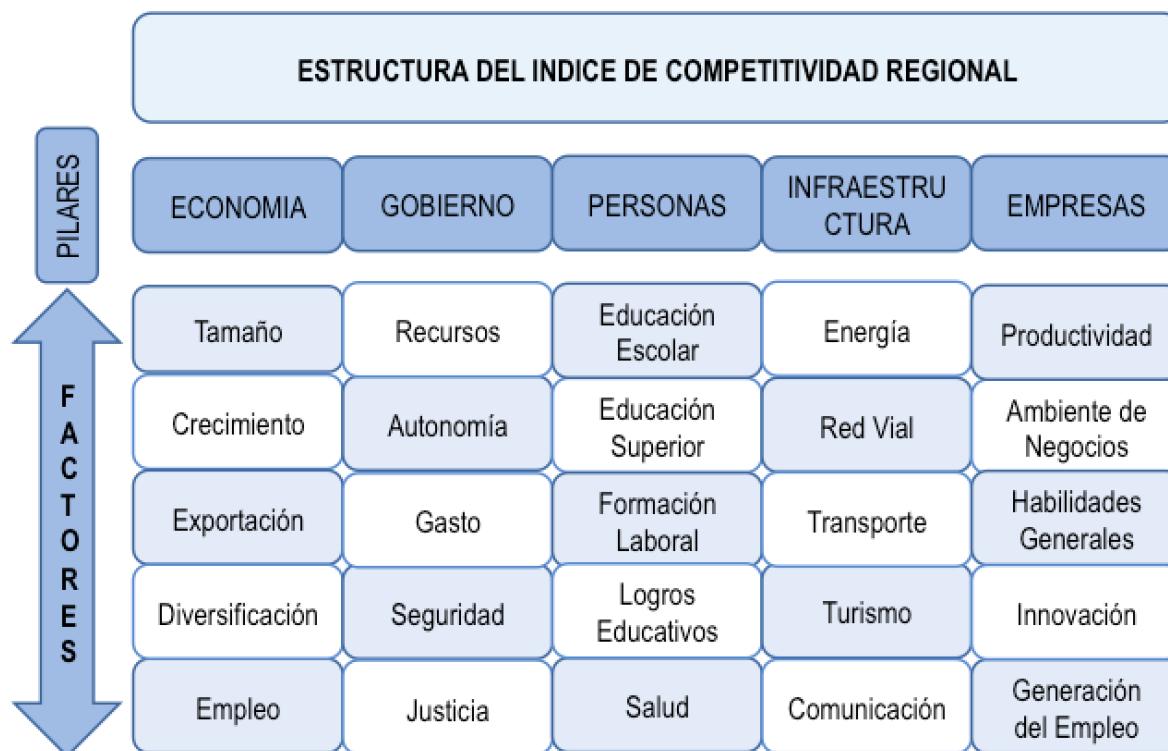 ESTRUCTURA DEL INDICE DE COMPETITIVIDAD REGIONAL
PILARES
ECONOMIA
GOBIERNO
PERSONAS
INFRAESTRU
CTURA
EMPRESAS
FACTORES
Tamaño
Recursos
Educación
Escolar
Energía
Productividad
Crecimiento
Autonomía
Educación
Superior
Red Vial
Ambiente de
Negocios
Exportación
Gasto
Formación
Laboral
Transporte
Habilidades
Generales
Diversificación
Seguridad
Logros
Educativos
Turismo
Innovación
Empleo
Justicia
Salud
Comunicación
Generación
del Empleo